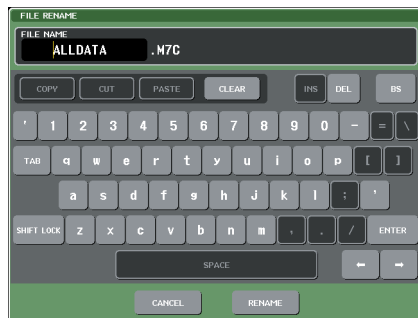 FILE RENAME
FILE NAME
ALLDATA .M7C
COPY CUT PASTE CLEAR INS DEL BS
' 1 2 3 4 5 6 7 8 9 0 - = \
TAB q w e r t y u i o p [ ]
a s d f g h j k l ; '
SHIFT LOCK z x c v b n m , . / ENTER
SPACE ← →
CANCEL RENAME